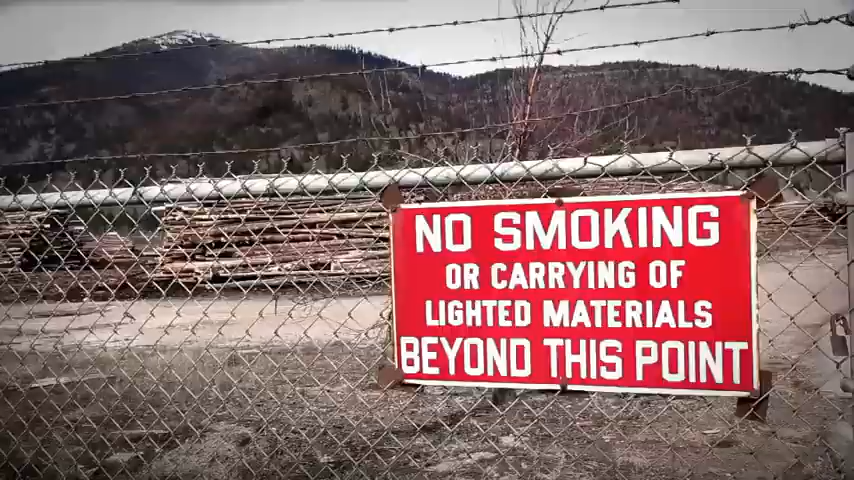 NO SMOKING
OR CARRYING OF
LIGHTED MATERIALS
BEYOND THIS POINT